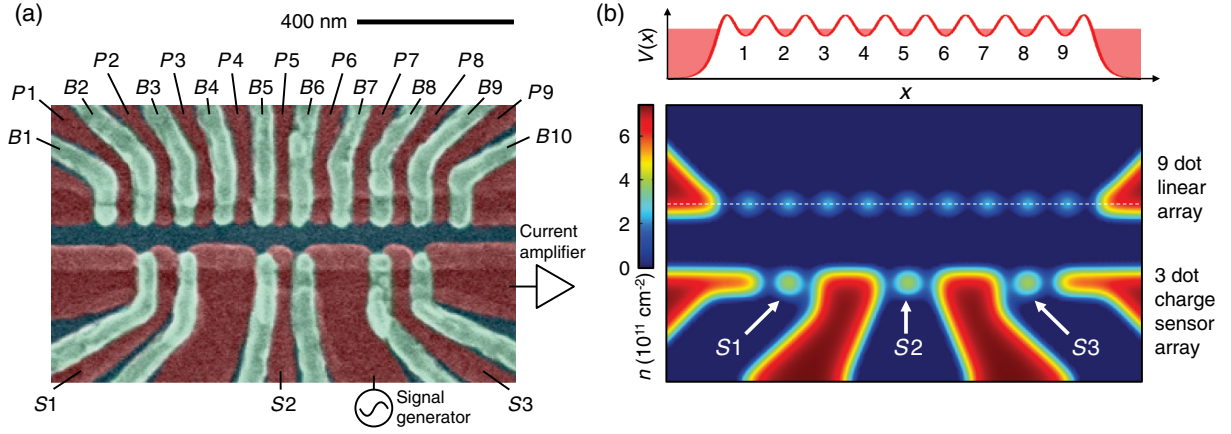 (a)
400 nm
P2 P3 P4 P5 P6 P7 P8
P1 B2 B3 B4 B5 B6 B7 B8 B9 P9
B1 B10
Current
amplifier
S1 S2 Signal
generator S3
(b)
V(x)
1 2 3 4 5 6 7 8 9
x
n (10¹¹ cm⁻²)
6
4
2
0
9 dot
linear
array
3 dot
charge
sensor
array
S1 S2 S3